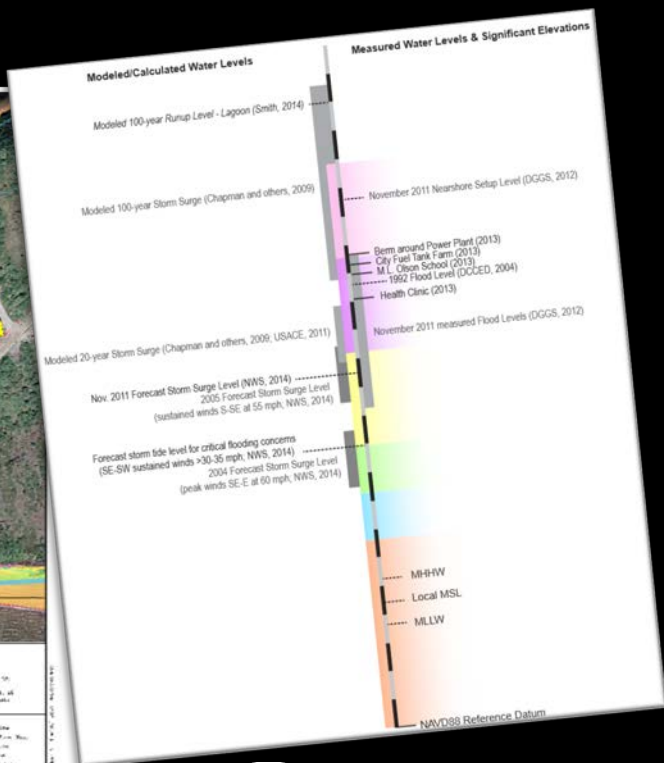 Modeled/Calculated Water Levels
Measured Water Levels & Significant Elevations
Modeled 100-year Runup Level - Lagoon (Smith, 2014)
Modeled 100-year Storm Surge (Chapman and others, 2009)
November 2011 Nearshore Setup Level (DGGS, 2012)
Berm around Power Plant (2013)
City Fuel Tank Farm (2013)
M.L. Olson School (2013)
1992 Flood Level (DCCED, 2004)
Health Clinic (2013)
Modeled 20-year Storm Surge (Chapman and others, 2009; USACE, 2011)
November 2011 measured Flood Levels (DGGS, 2012)
Nov. 2011 Forecast Storm Surge Level (NWS, 2014)
2005 Forecast Storm Surge Level
(sustained winds S-SE at 55 mph; NWS, 2014)
Forecast storm tide level for critical flooding concerns
(SE-SW sustained winds >30-35 mph; NWS, 2014)
2004 Forecast Storm Surge Level
(peak winds SE-E at 60 mph; NWS, 2014)
MHHW
Local MSL
MLLW
NAVD88 Reference Datum